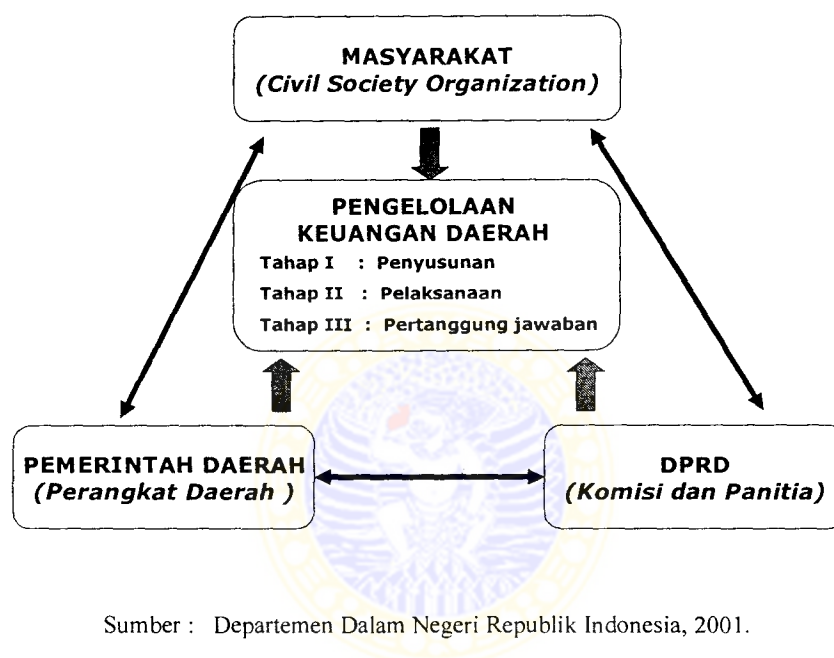 MASYARAKAT
(Civil Society Organization)
PENGELOLAAN
KEUANGAN DAERAH
Tahap I : Penyusunan
Tahap II : Pelaksanaan
Tahap III : Pertanggung jawaban
PEMERINTAH DAERAH
(Perangkat Daerah )
DPRD
(Komisi dan Panitia)
Sumber : Departemen Dalam Negeri Republik Indonesia, 2001.